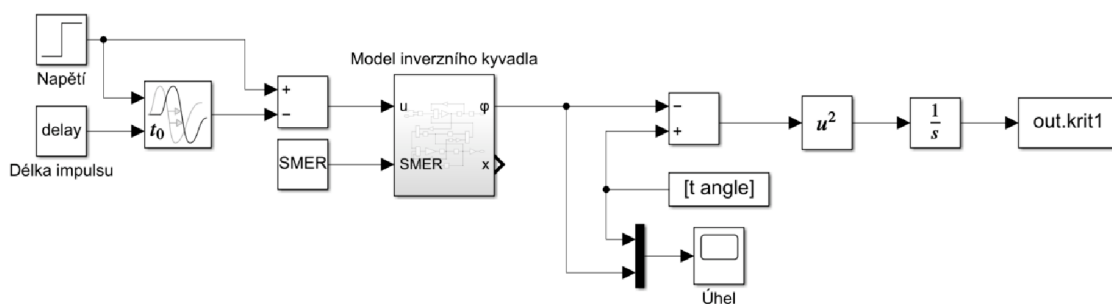 Napětí
delay
Délka impulsu
t₀
+
−
SMER
Model inverzního kyvadla
u
φ
SMER
x
−
+
[t angle]
Úhel
u²
1
s
out.krit1